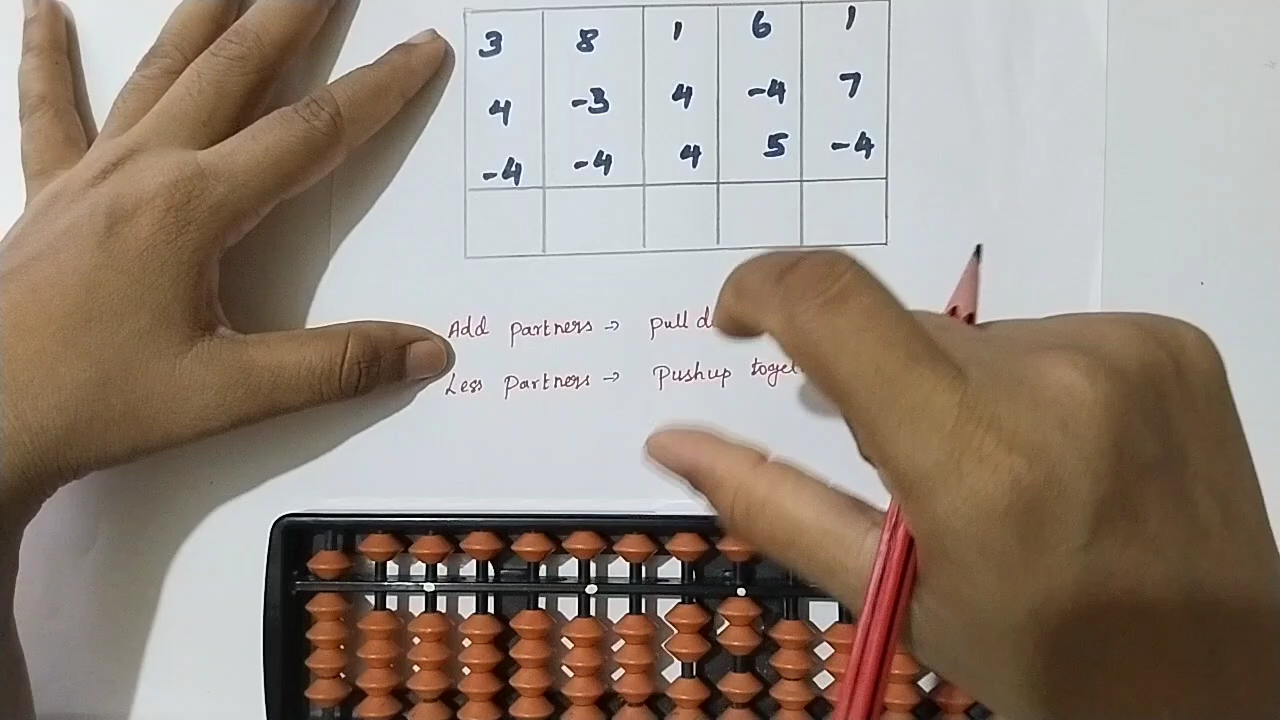 3 8 1 6 1
4 -3 4 -4 7
-4 -4 4 5 -4
Add partners → pull
Less partners → Pushup